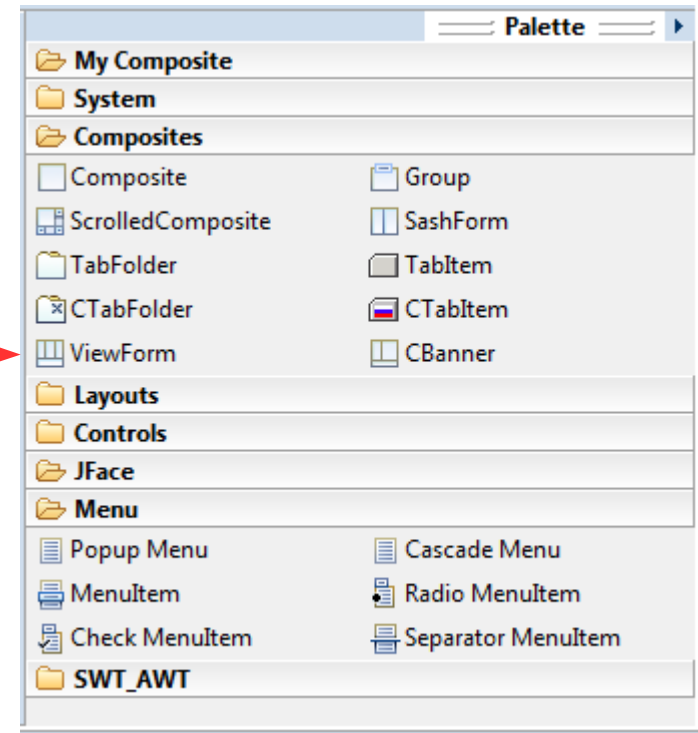 Palette
My Composite
System
Composites
Composite Group
ScrolledComposite SashForm
TabFolder TabItem
CTabFolder CTabItem
ViewForm CBanner
Layouts
Controls
JFace
Menu
Popup Menu Cascade Menu
MenuItem Radio MenuItem
Check MenuItem Separator MenuItem
SWT_AWT